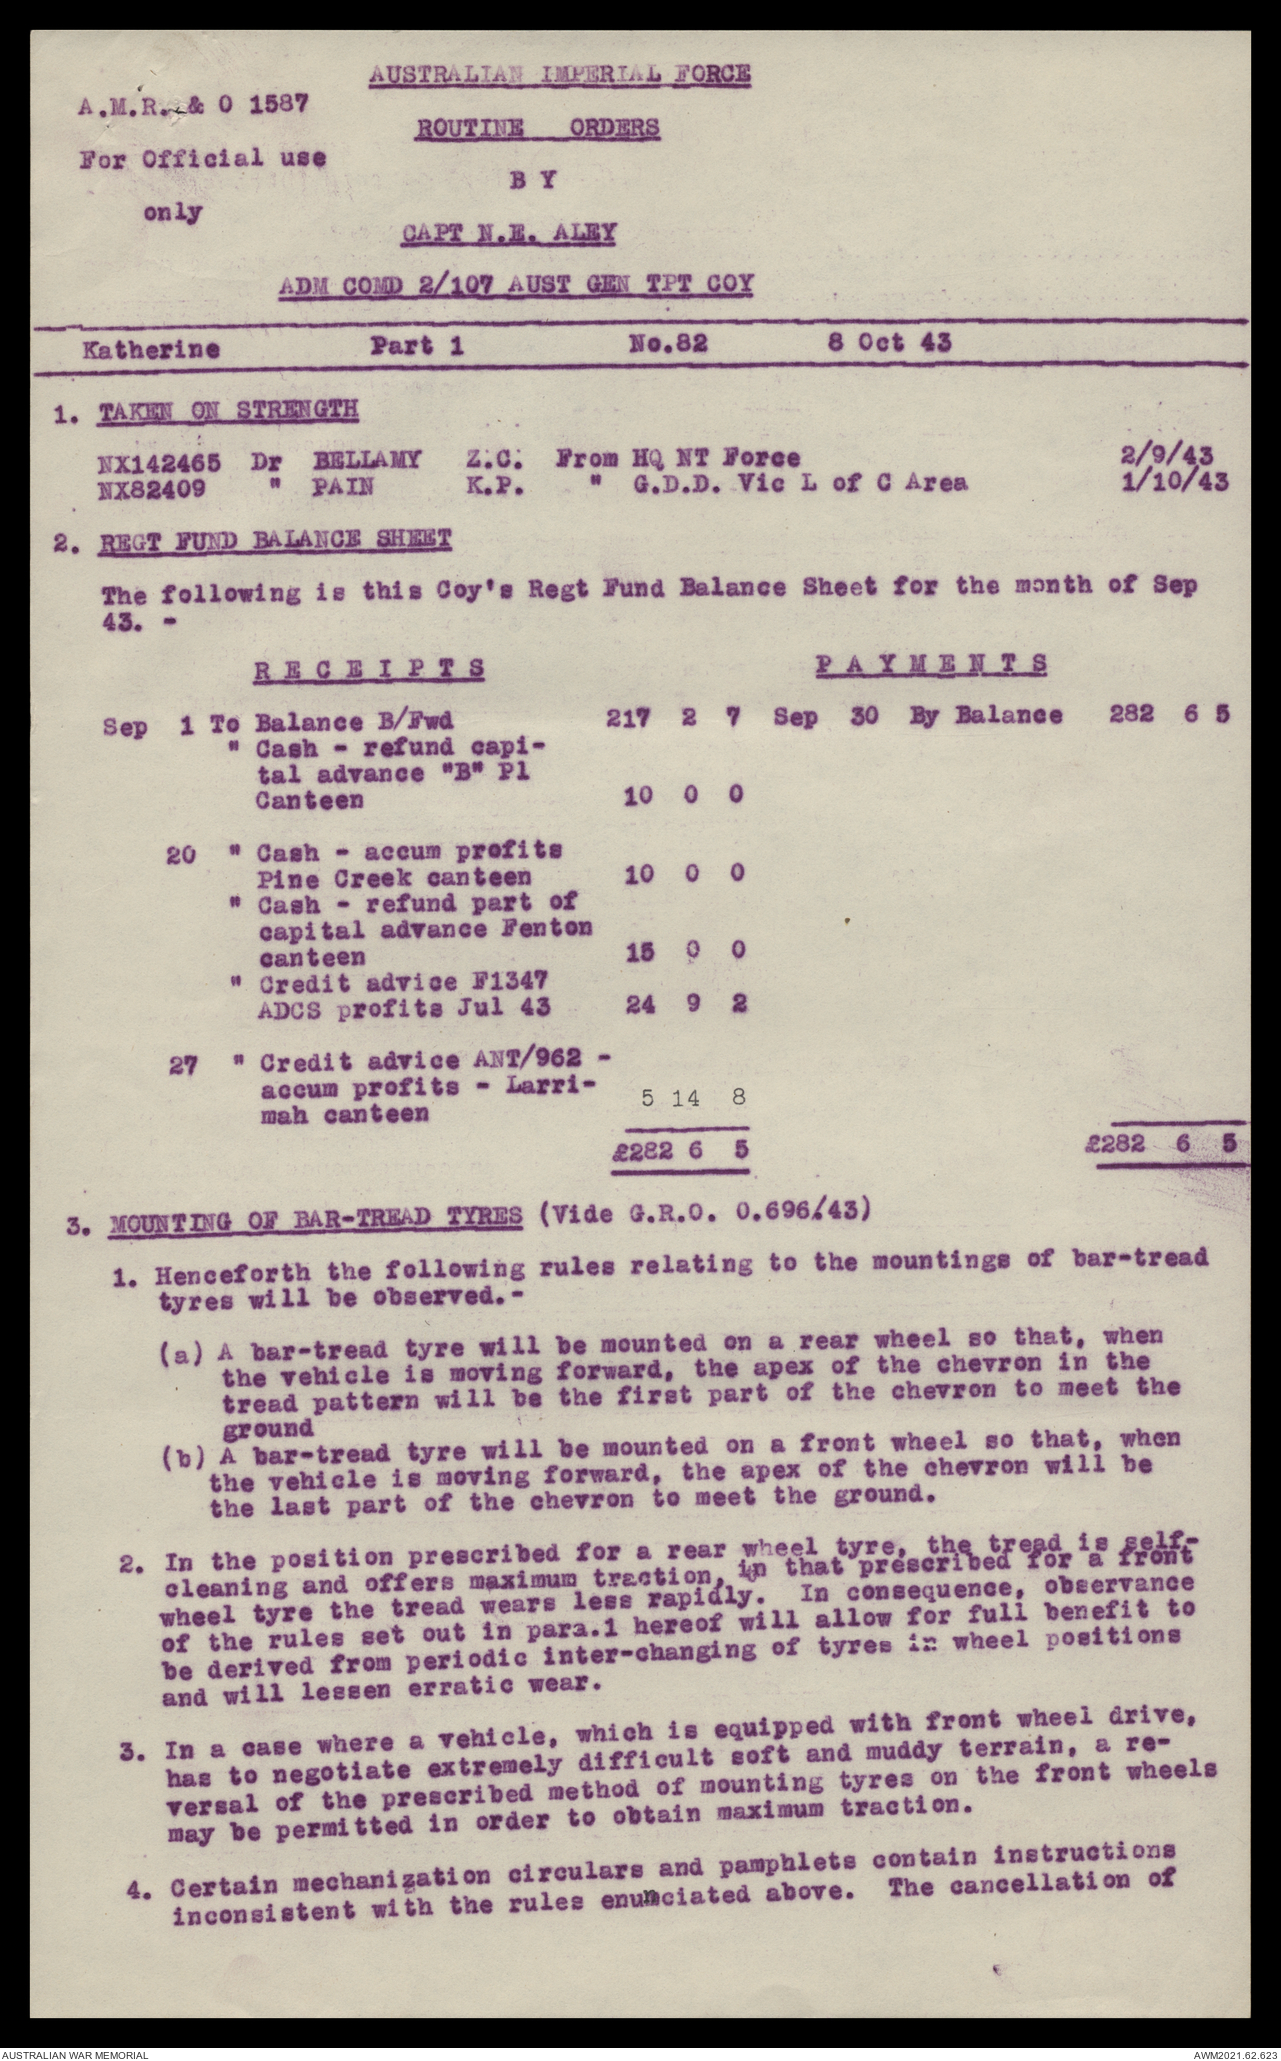 AUSTRALIAN IMPERIAL FORCE
A.M.R. & O 1587
ROUTINE ORDERS
For Official use
only
B Y
CAPT N.E. ALEY
ADM COMD 2/107 AUST GEN TPT COY
Katherine Part 1 No.82 8 Oct 43
1. TAKEN ON STRENGTH
NX142465 Dr BELLAMY Z.C. From HQ NT Force 2/9/43
NX82409 " PAIN K.P. " G.D.D. Vic L of C Area 1/10/43
2. REGT FUND BALANCE SHEET
The following is this Coy's Regt Fund Balance Sheet for the month of Sep
43. -
R E C E I P T S P A Y M E N T S
Sep 1 To Balance B/Fwd 217 2 7 Sep 30 By Balance 282 6 5
" Cash - refund capi-
tal advance "B" Pl
Canteen 10 0 0
20 " Cash - accum profits
Pine Creek canteen 10 0 0
" Cash - refund part of
capital advance Fenton
canteen 15 0 0
" Credit advice F1347
ADCS profits Jul 43 24 9 2
27 " Credit advice ANT/962 -
accum profits - Larri-
mah canteen 5 14 8
£282 6 5 £282 6 5
3. MOUNTING OF BAR-TREAD TYRES (Vide G.R.O. 0.696/43)
1. Henceforth the following rules relating to the mountings of bar-tread
tyres will be observed.-
(a) A bar-tread tyre will be mounted on a rear wheel so that, when
the vehicle is moving forward, the apex of the chevron in the
tread pattern will be the first part of the chevron to meet the
ground
(b) A bar-tread tyre will be mounted on a front wheel so that, when
the vehicle is moving forward, the apex of the chevron will be
the last part of the chevron to meet the ground.
2. In the position prescribed for a rear wheel tyre, the tread is self-
cleaning and offers maximum traction, in that prescribed for a front
wheel tyre the tread wears less rapidly. In consequence, observance
of the rules set out in para.1 hereof will allow for full benefit to
be derived from periodic inter-changing of tyres in wheel positions
and will lessen erratic wear.
3. In a case where a vehicle, which is equipped with front wheel drive,
has to negotiate extremely difficult soft and muddy terrain, a re-
versal of the prescribed method of mounting tyres on the front wheels
may be permitted in order to obtain maximum traction.
4. Certain mechanization circulars and pamphlets contain instructions
inconsistent with the rules enunciated above. The cancellation of
AUSTRALIAN WAR MEMORIAL AWM2021.62.623